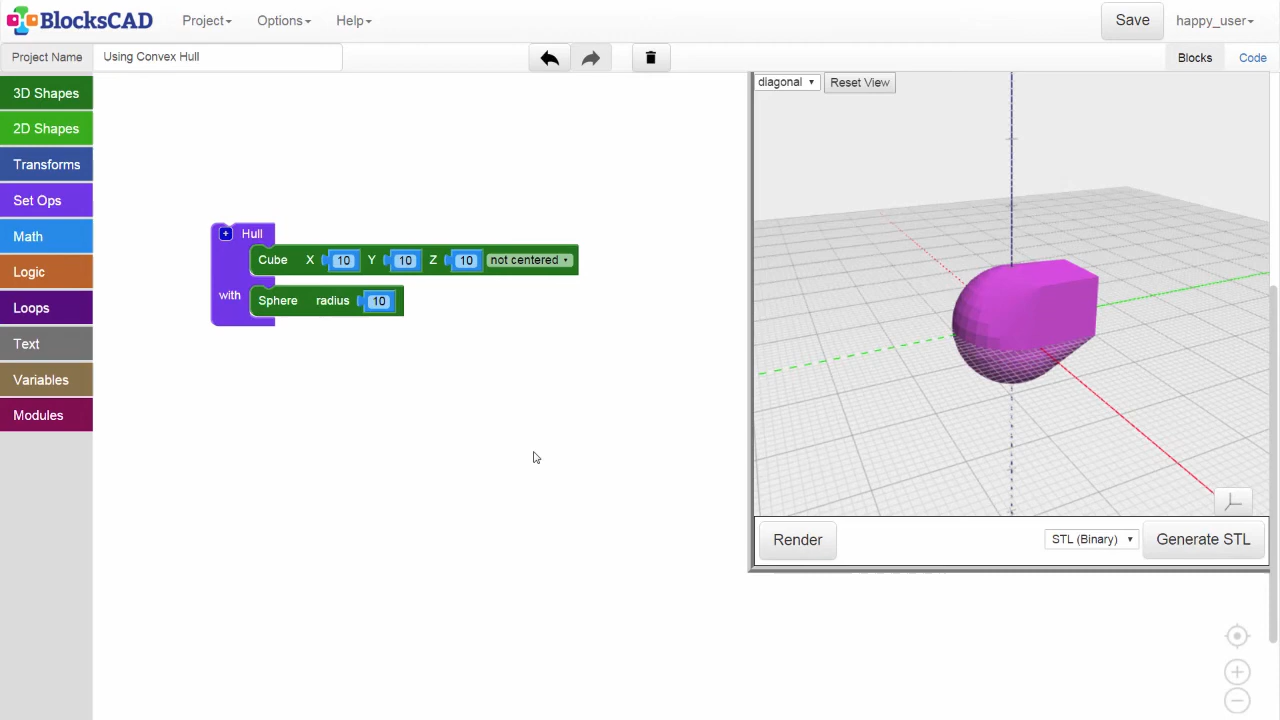 BlocksCAD Project Options Help Save happy_user
Project Name Using Convex Hull Blocks Code
3D Shapes
2D Shapes
Transforms
Set Ops
Math
Logic
Loops
Text
Variables
Modules
+ Hull
Cube X 10 Y 10 Z 10 not centered
with Sphere radius 10
diagonal Reset View
Render STL (Binary) Generate STL